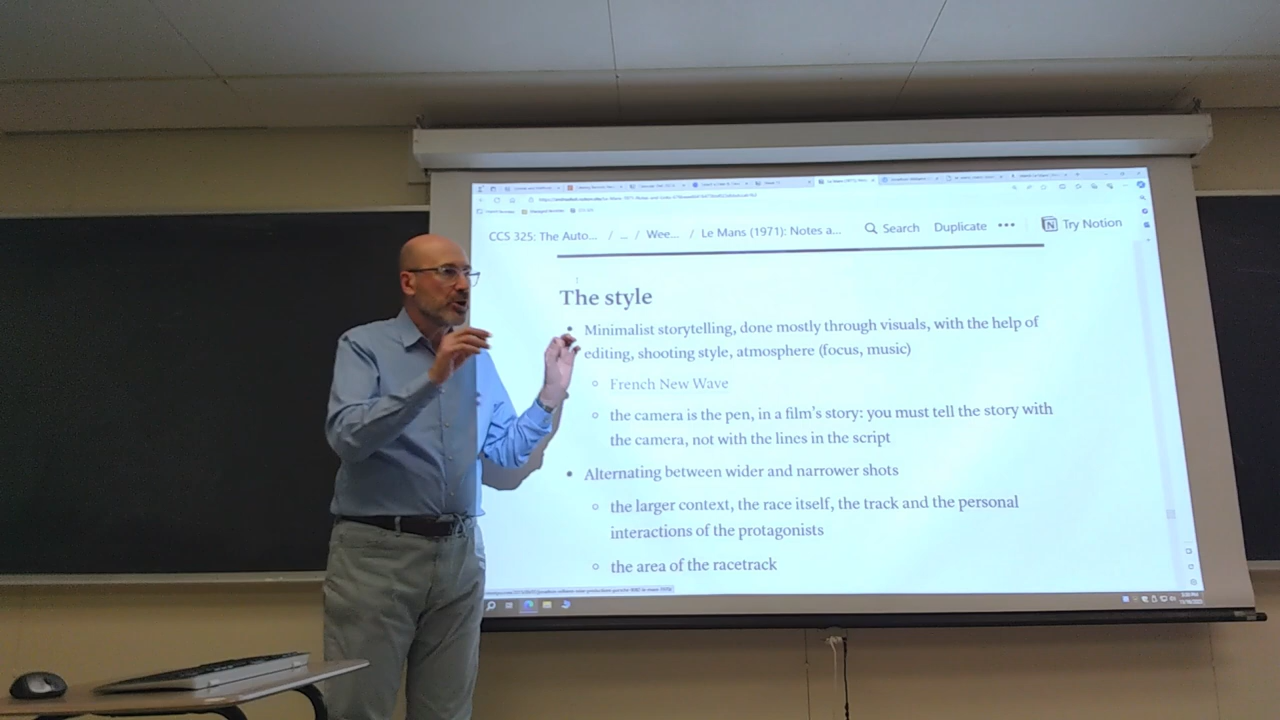 CCS 325: The Auto... / ... / Wee... / Le Mans (1971): Notes a... Search Duplicate ••• Try Notion
The style
• Minimalist storytelling, done mostly through visuals, with the help of
editing, shooting style, atmosphere (focus, music)
◦ French New Wave
◦ the camera is the pen, in a film's story: you must tell the story with
the camera, not with the lines in the script
• Alternating between wider and narrower shots
◦ the larger context, the race itself, the track and the personal
interactions of the protagonists
◦ the area of the racetrack